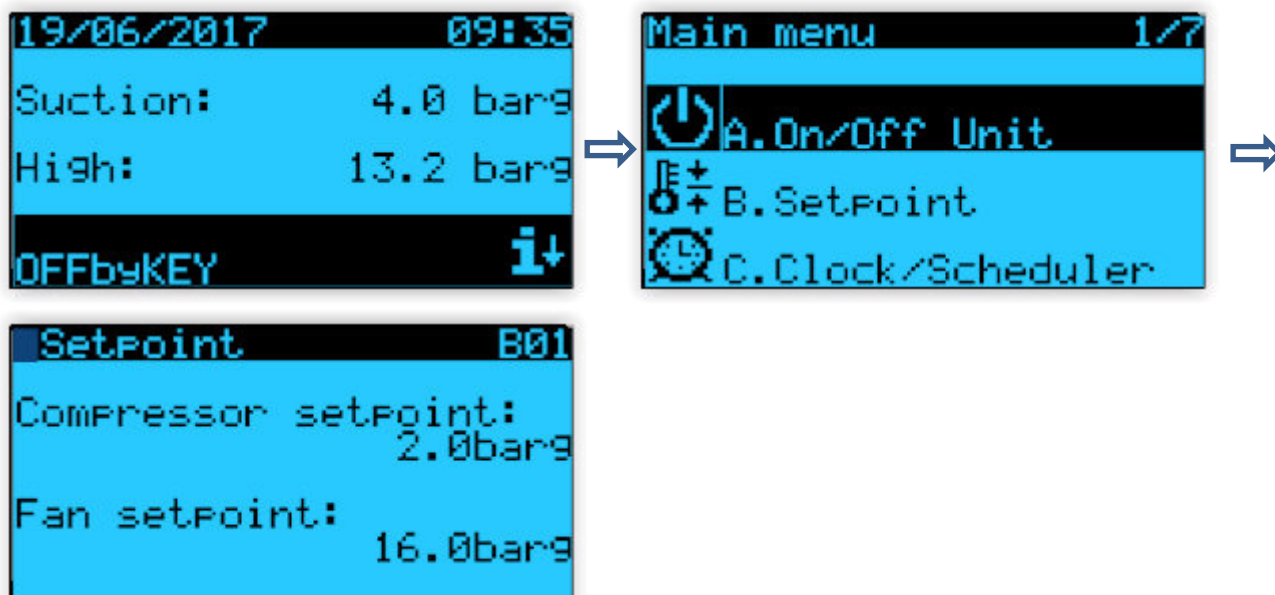 19/06/2017 09:35
Suction: 4.0 barg
High: 13.2 barg
OFFbyKEY i
Main menu 1/7
A.On/Off Unit
B.Setpoint
C.Clock/Scheduler
Setpoint B01
Compressor setpoint:
2.0barg
Fan setpoint:
16.0barg